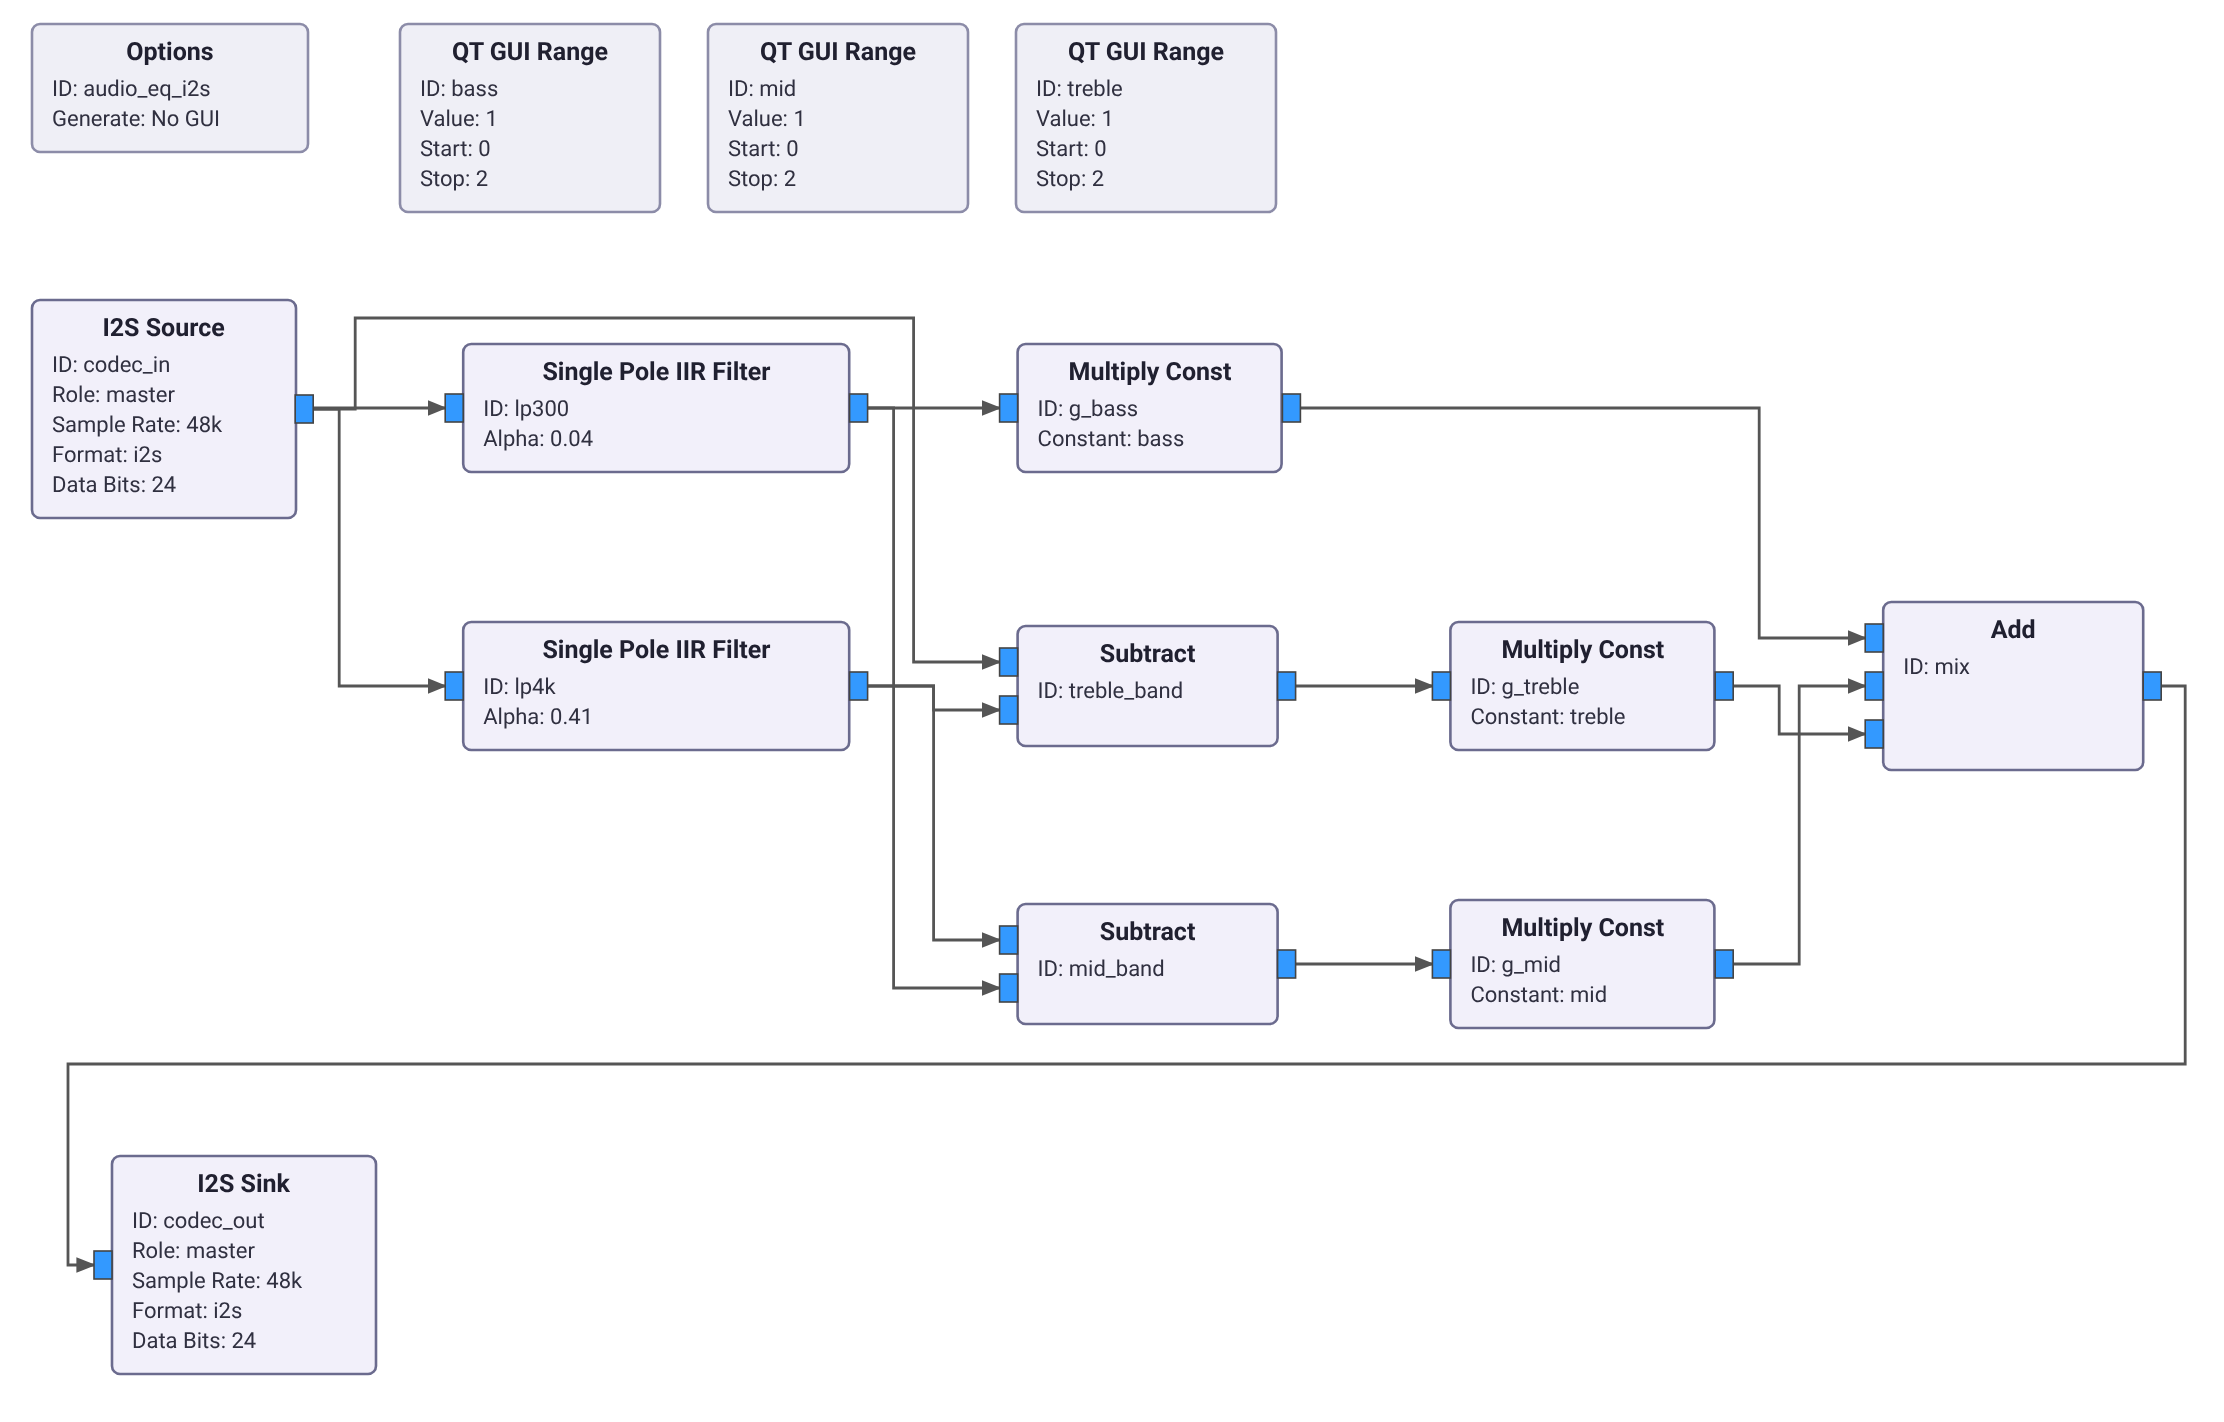 Options
ID: audio_eq_i2s
Generate: No GUI
QT GUI Range
ID: bass
Value: 1
Start: 0
Stop: 2
QT GUI Range
ID: mid
Value: 1
Start: 0
Stop: 2
QT GUI Range
ID: treble
Value: 1
Start: 0
Stop: 2
I2S Source
ID: codec_in
Role: master
Sample Rate: 48k
Format: i2s
Data Bits: 24
Single Pole IIR Filter
ID: lp300
Alpha: 0.04
Multiply Const
ID: g_bass
Constant: bass
Single Pole IIR Filter
ID: lp4k
Alpha: 0.41
Subtract
ID: treble_band
Multiply Const
ID: g_treble
Constant: treble
Add
ID: mix
Subtract
ID: mid_band
Multiply Const
ID: g_mid
Constant: mid
I2S Sink
ID: codec_out
Role: master
Sample Rate: 48k
Format: i2s
Data Bits: 24